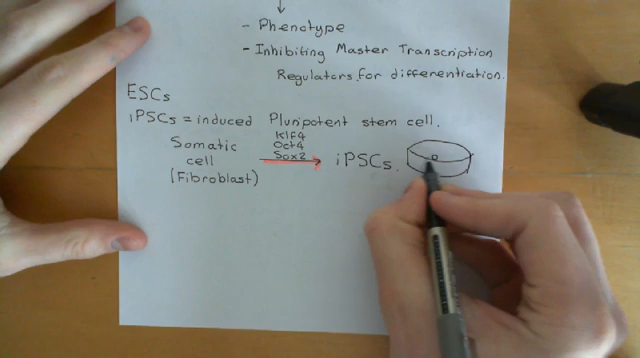 - Phenotype
- Inhibiting Master Transcription
Regulators for differentiation.
ESCs
iPSCs = induced Pluripotent stem cell.
Somatic cell (Fibroblast)
Klf4
Oct4
Sox2
iPSCs.